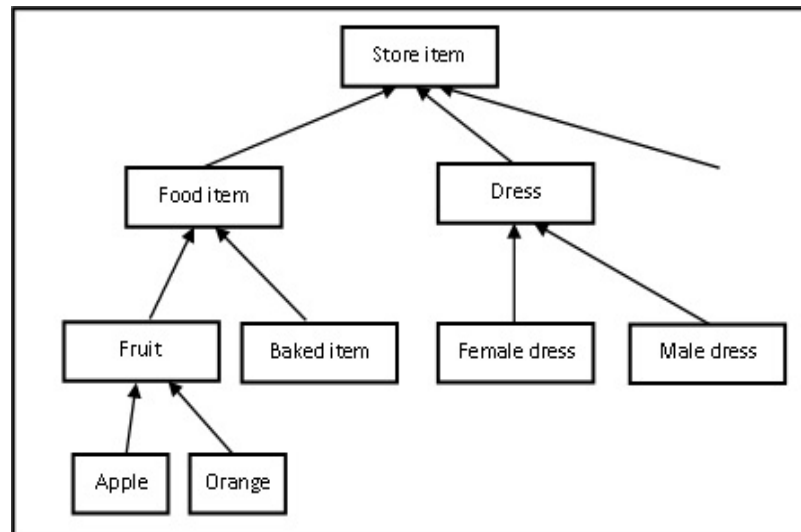 Store item
Food item
Dress
Fruit
Baked item
Female dress
Male dress
Apple
Orange